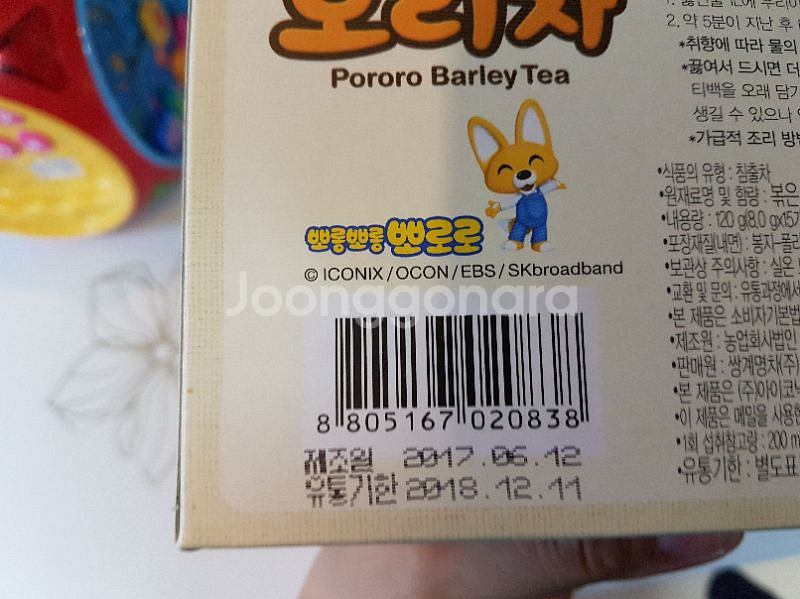 보리차
Pororo Barley Tea
뽀롱뽀롱 뽀로로
© ICONIX / OCON / EBS / SKbroadband
Joonggonara
8 805167 020838
제조일 2017.06.12
유통기한 2018.12.11
2. 약 5분이 지난 후
*취향에 따라 물의
*끓여서 드시면 더
티백을 오래 담가
생길 수 있으나
*가급적 조리 방법
•식품의 유형 : 침출차
•원재료명 및 함량 : 볶은
•내용량 : 120 g(8.0 gx15
•포장재질(내면) : 봉지-폴리
•보관상 주의사항 : 실온
•교환 및 문의 : 유통과정에서
•본 제품은 소비자기본법
•제조원 : 농업회사법인
•판매원 : 쌍계명차(주)
•본 제품은 (주)아이코닉
•이 제품은 메밀을 사용한
•1회 섭취참고량 : 200 ml
•유통기한 : 별도표